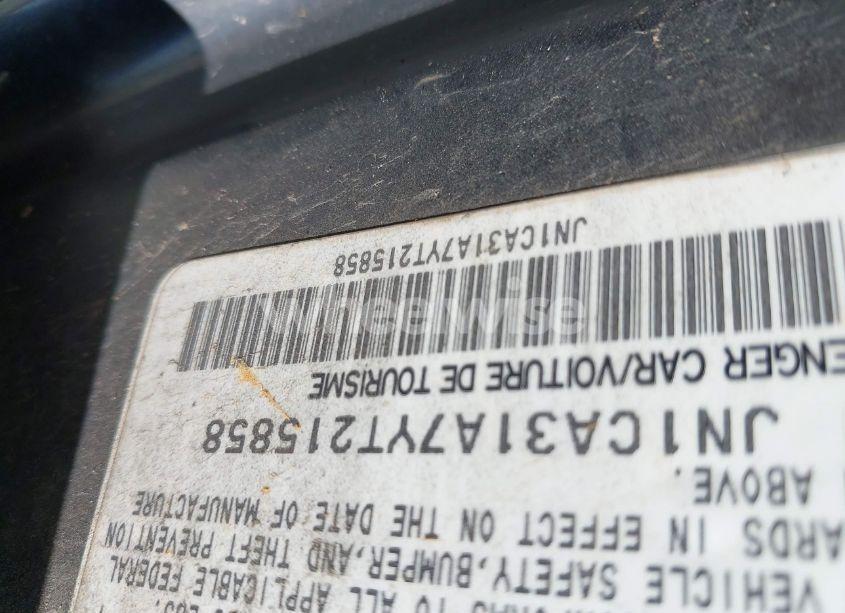 TO ALL APPLICABLE FEDERAL
VEHICLE SAFETY,BUMPER,AND THEFT PREVENTION
ARDS IN EFFECT ON THE DATE OF MANUFACTURE
ABOVE.
JN1CA31A7YT215858
ENGER CAR/VOITURE DE TOURISME
JN1CA31A7YT215858
wheelwise